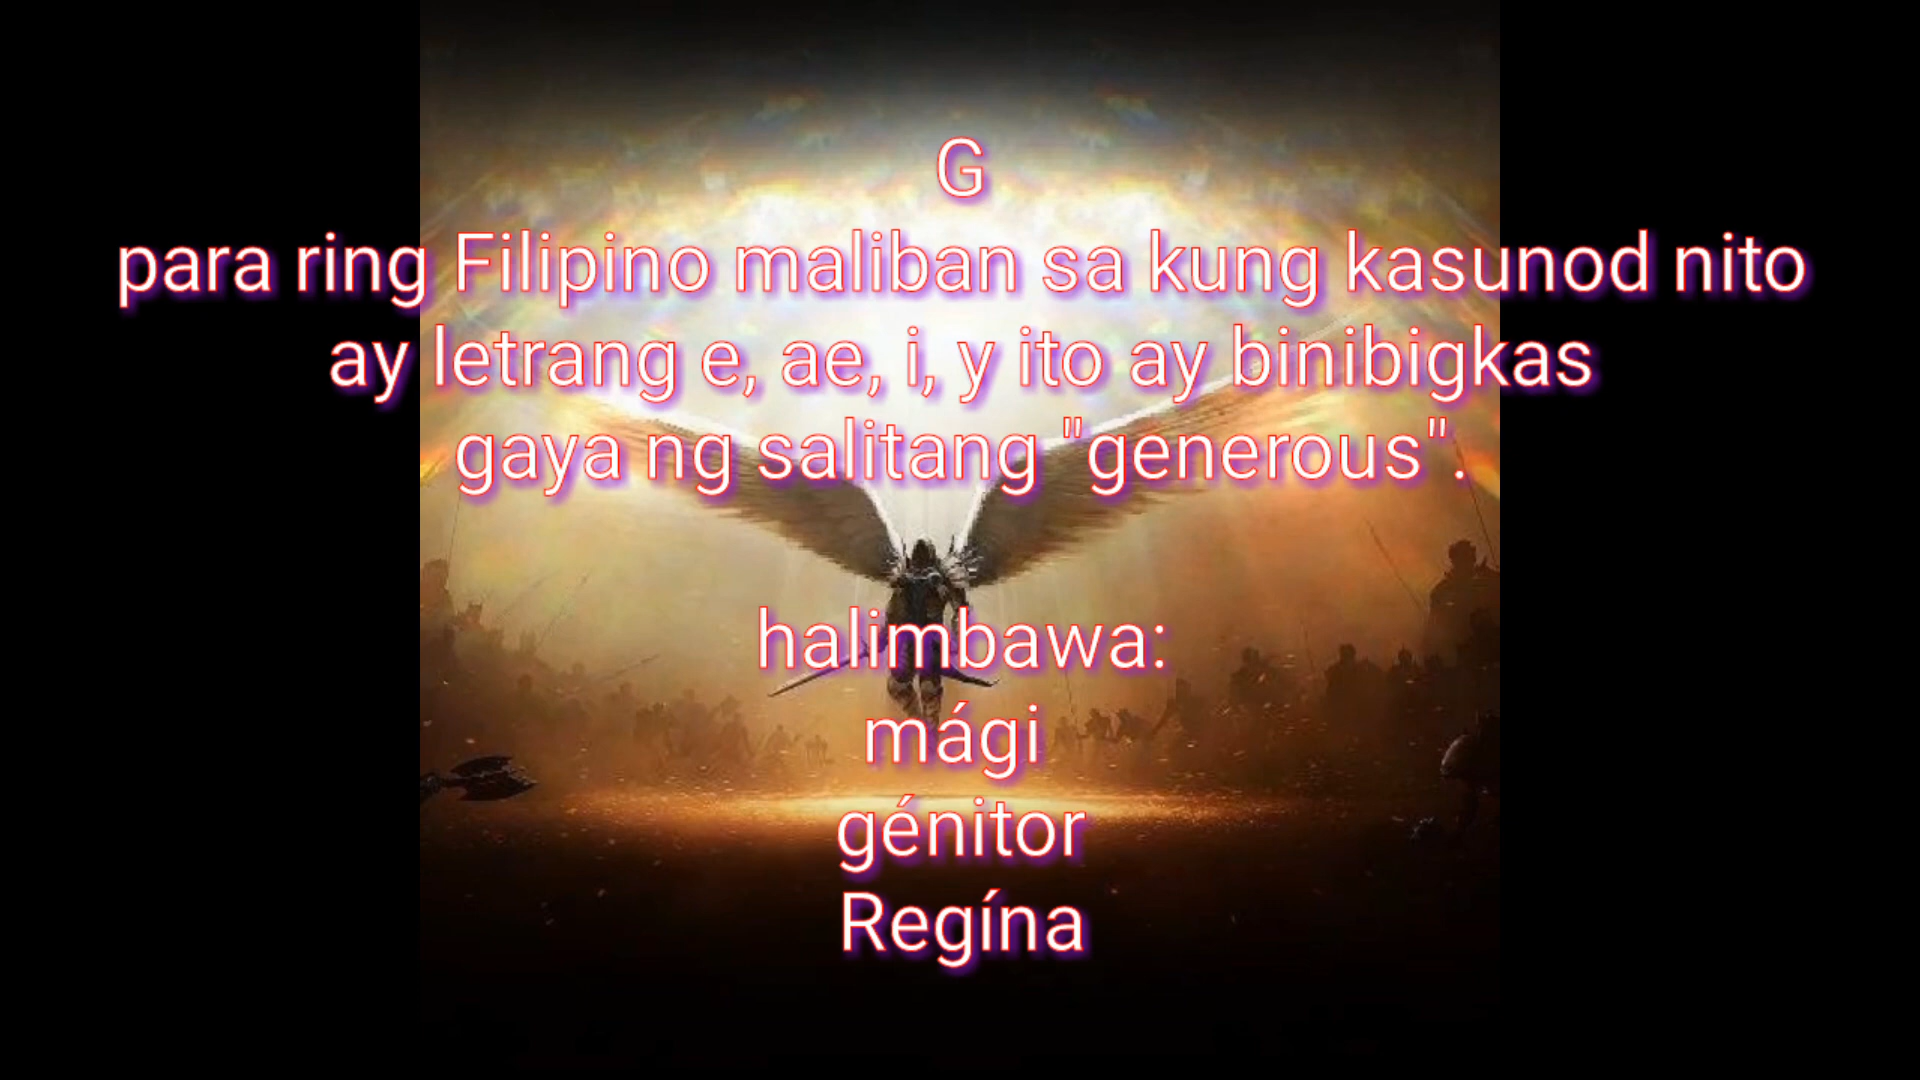 G
para ring Filipino maliban sa kung kasunod nito
ay letrang e, ae, i, y ito ay binibigkas
gaya ng salitang "generous".
halimbawa:
mági
génitor
Regína